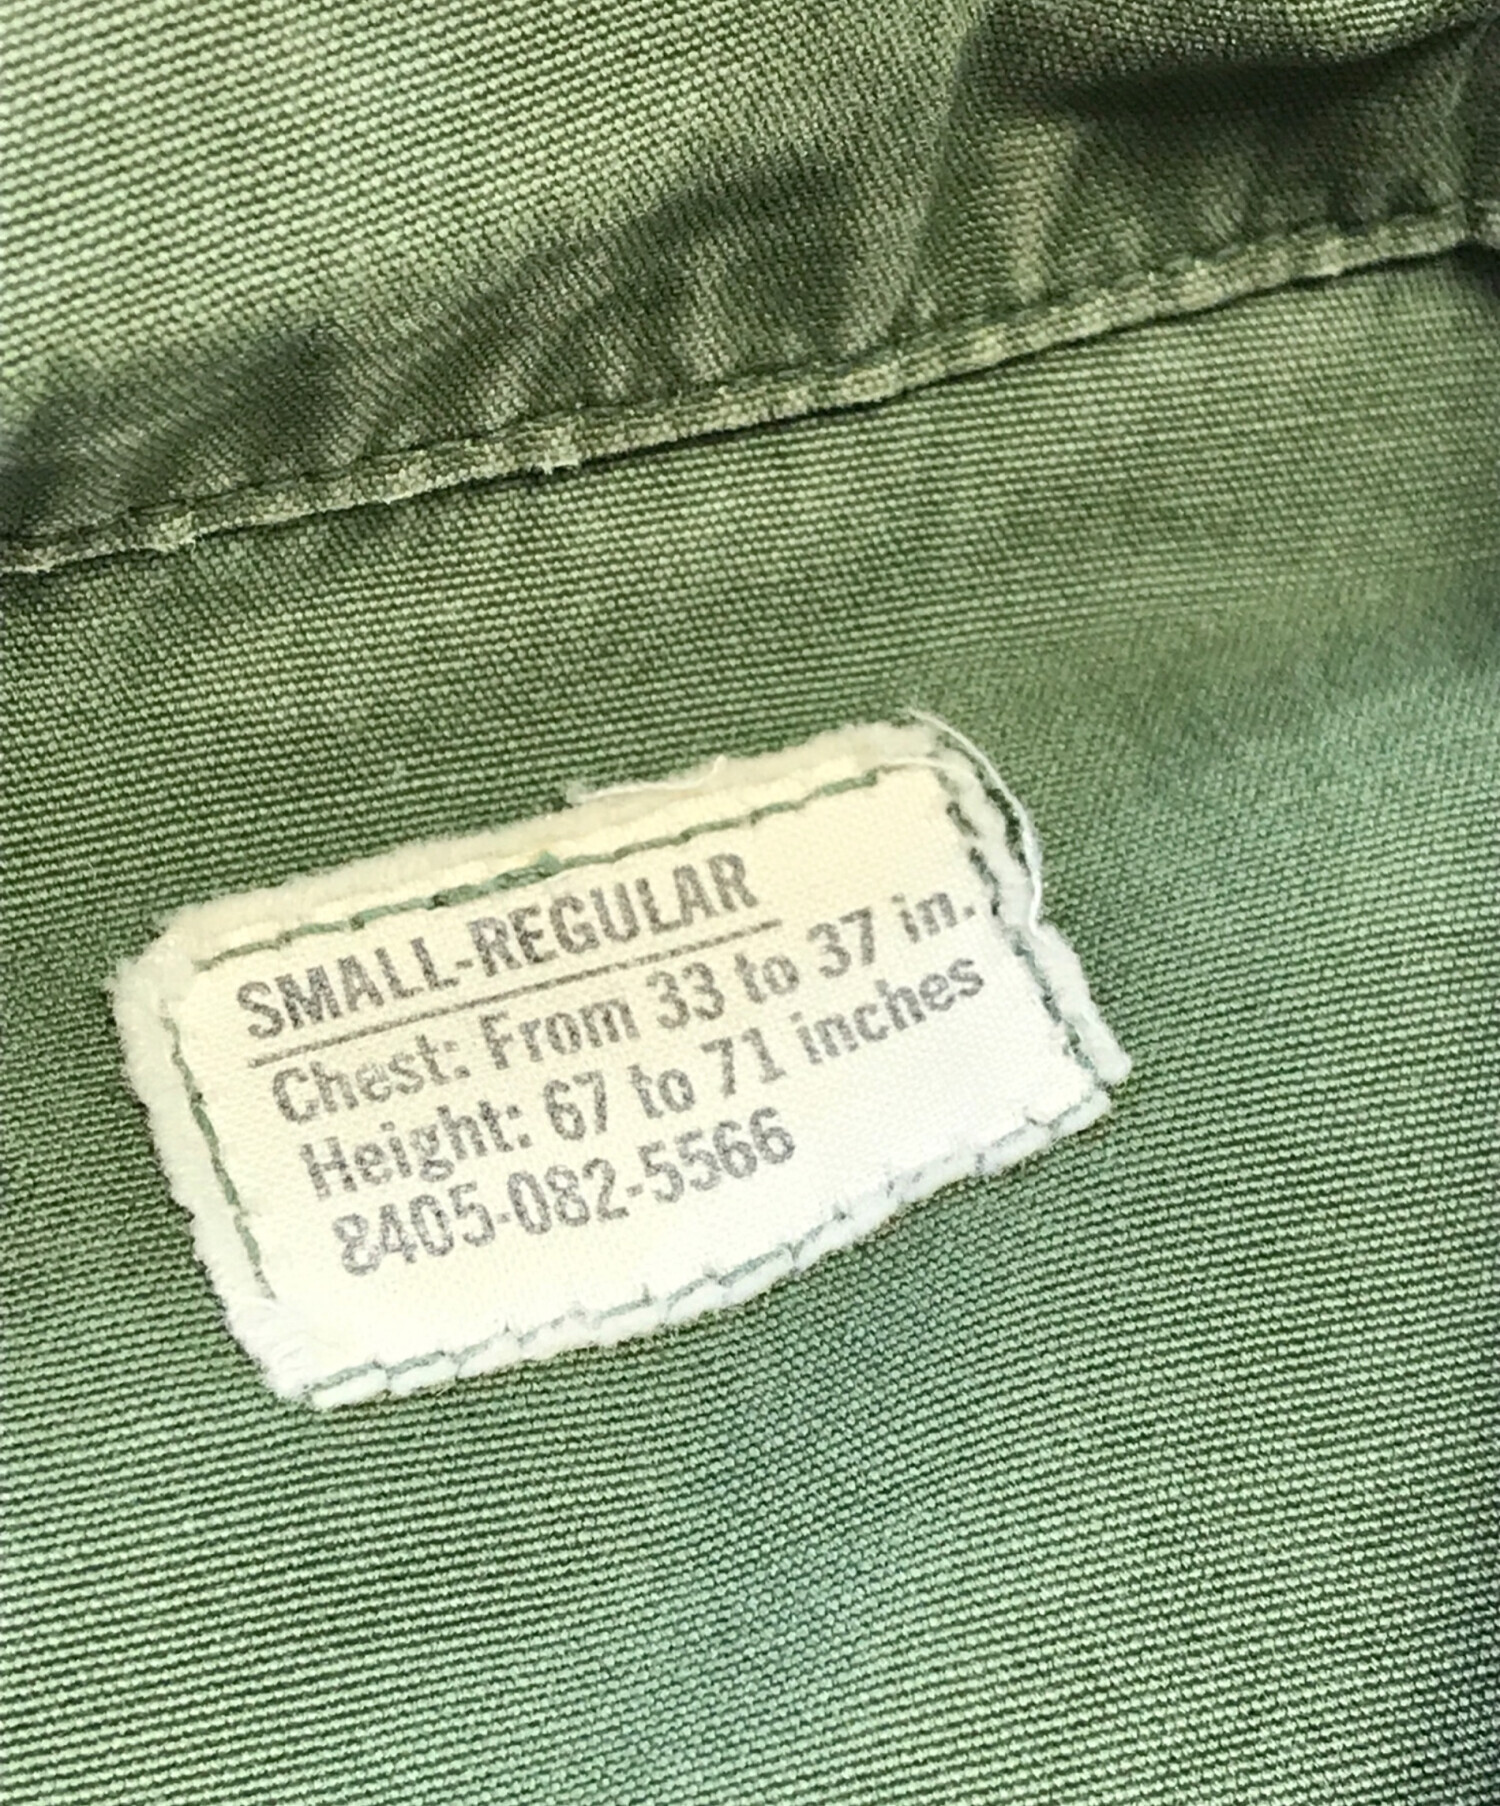 SMALL-REGULAR
Chest: From 33 to 37 in.
Height: 67 to 71 inches
8405-082-5566